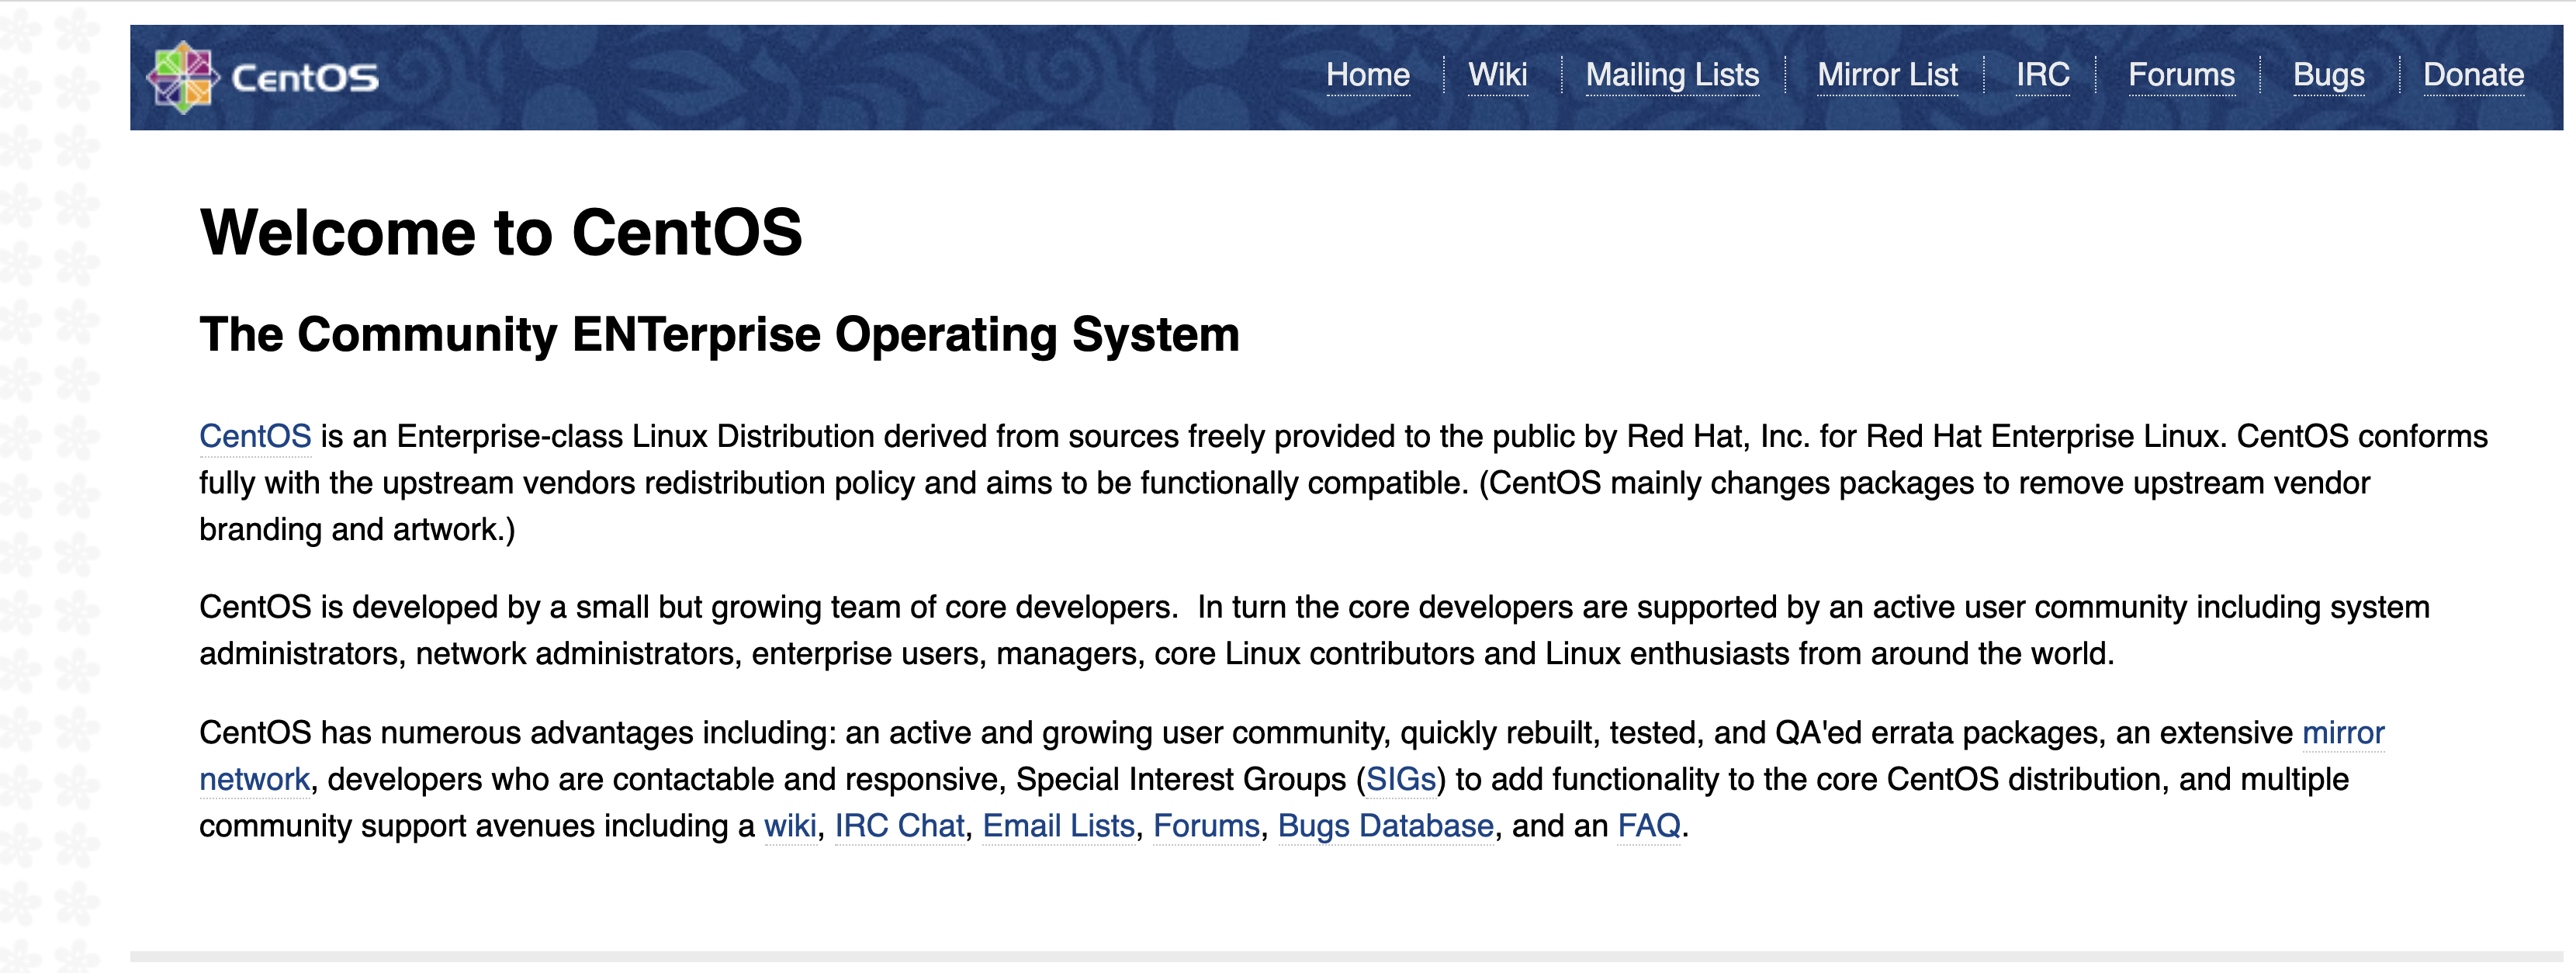 CentOS
Home Wiki Mailing Lists Mirror List IRC Forums Bugs Donate
Welcome to CentOS
The Community ENTerprise Operating System
CentOS is an Enterprise-class Linux Distribution derived from sources freely provided to the public by Red Hat, Inc. for Red Hat Enterprise Linux. CentOS conforms
fully with the upstream vendors redistribution policy and aims to be functionally compatible. (CentOS mainly changes packages to remove upstream vendor
branding and artwork.)
CentOS is developed by a small but growing team of core developers.  In turn the core developers are supported by an active user community including system
administrators, network administrators, enterprise users, managers, core Linux contributors and Linux enthusiasts from around the world.
CentOS has numerous advantages including: an active and growing user community, quickly rebuilt, tested, and QA'ed errata packages, an extensive mirror
network, developers who are contactable and responsive, Special Interest Groups (SIGs) to add functionality to the core CentOS distribution, and multiple
community support avenues including a wiki, IRC Chat, Email Lists, Forums, Bugs Database, and an FAQ.